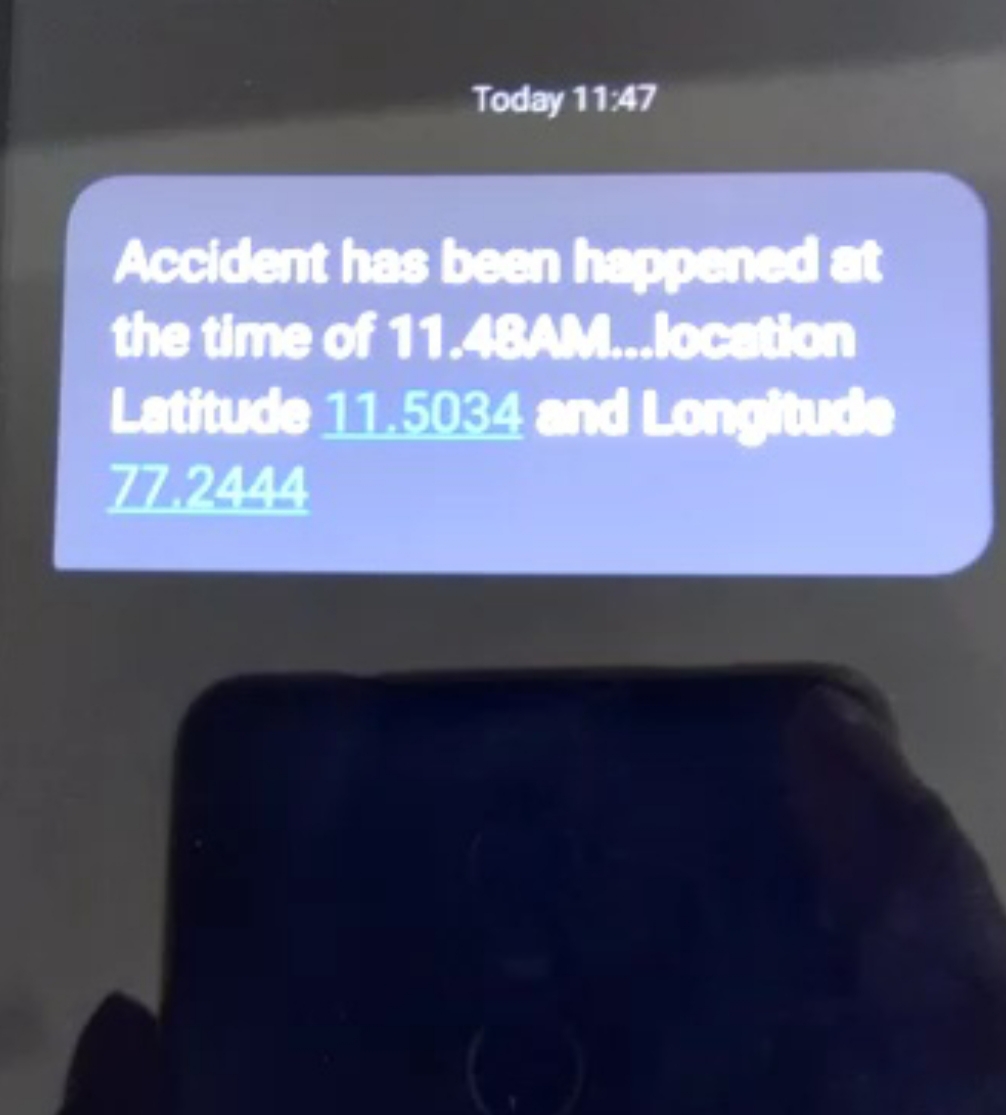 Today 11:47
Accident has been happened at
the time of 11.48AM...location
Latitude 11.5034 and Longitude
77.2444